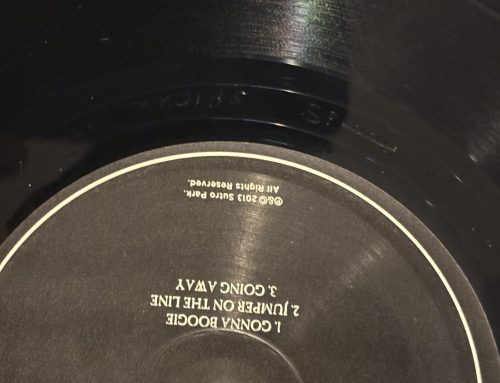 1. GONNA BOOGIE
2. JUMPER ON THE LINE
3. GOING AWAY
℗&© 2013 Sutro Park.
All Rights Reserved.